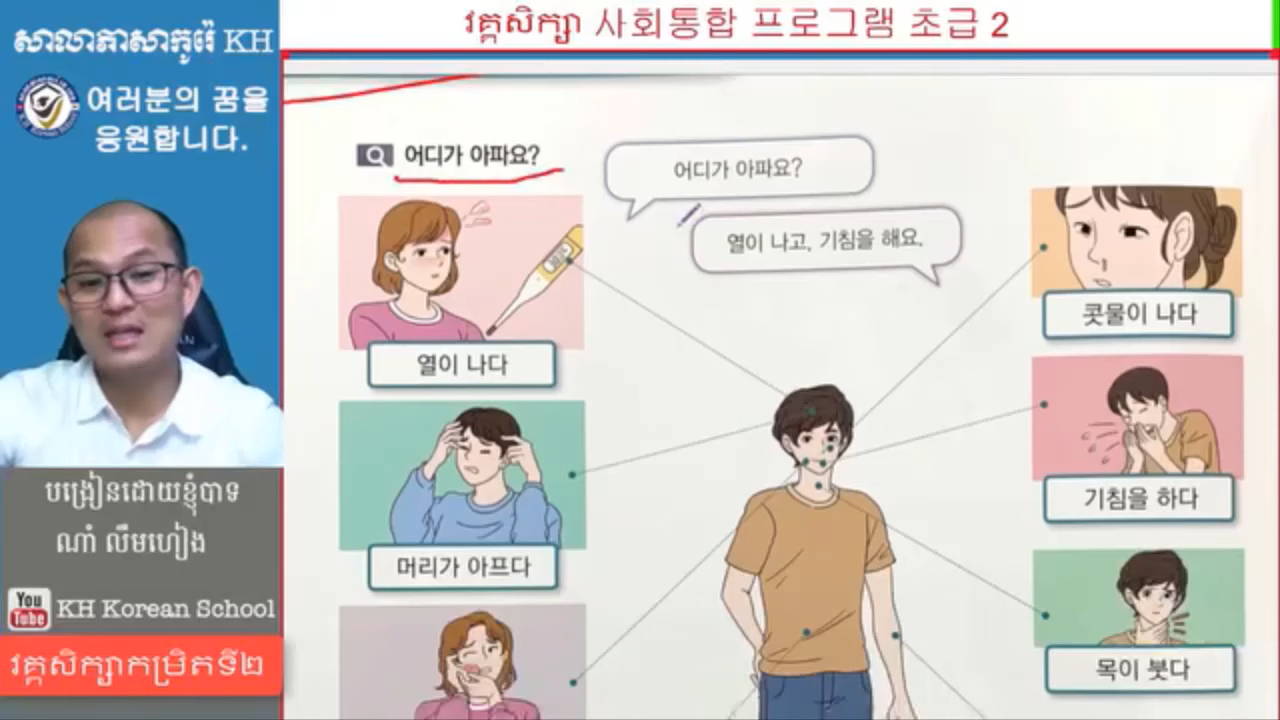 វគ្គសិក្សា 사회통합 프로그램 초급 2
សាលាភាសាកូរ៉េ KH
여러분의 꿈을
응원합니다.
어디가 아파요?
어디가 아파요?
열이 나고, 기침을 해요.
열이 나다
콧물이 나다
머리가 아프다
기침을 하다
목이 붓다
បង្រៀនដោយខ្ញុំបាទ
ណាំ លឹមហៀង
You
Tube
KH Korean School
វគ្គសិក្សាកម្រិតទី២